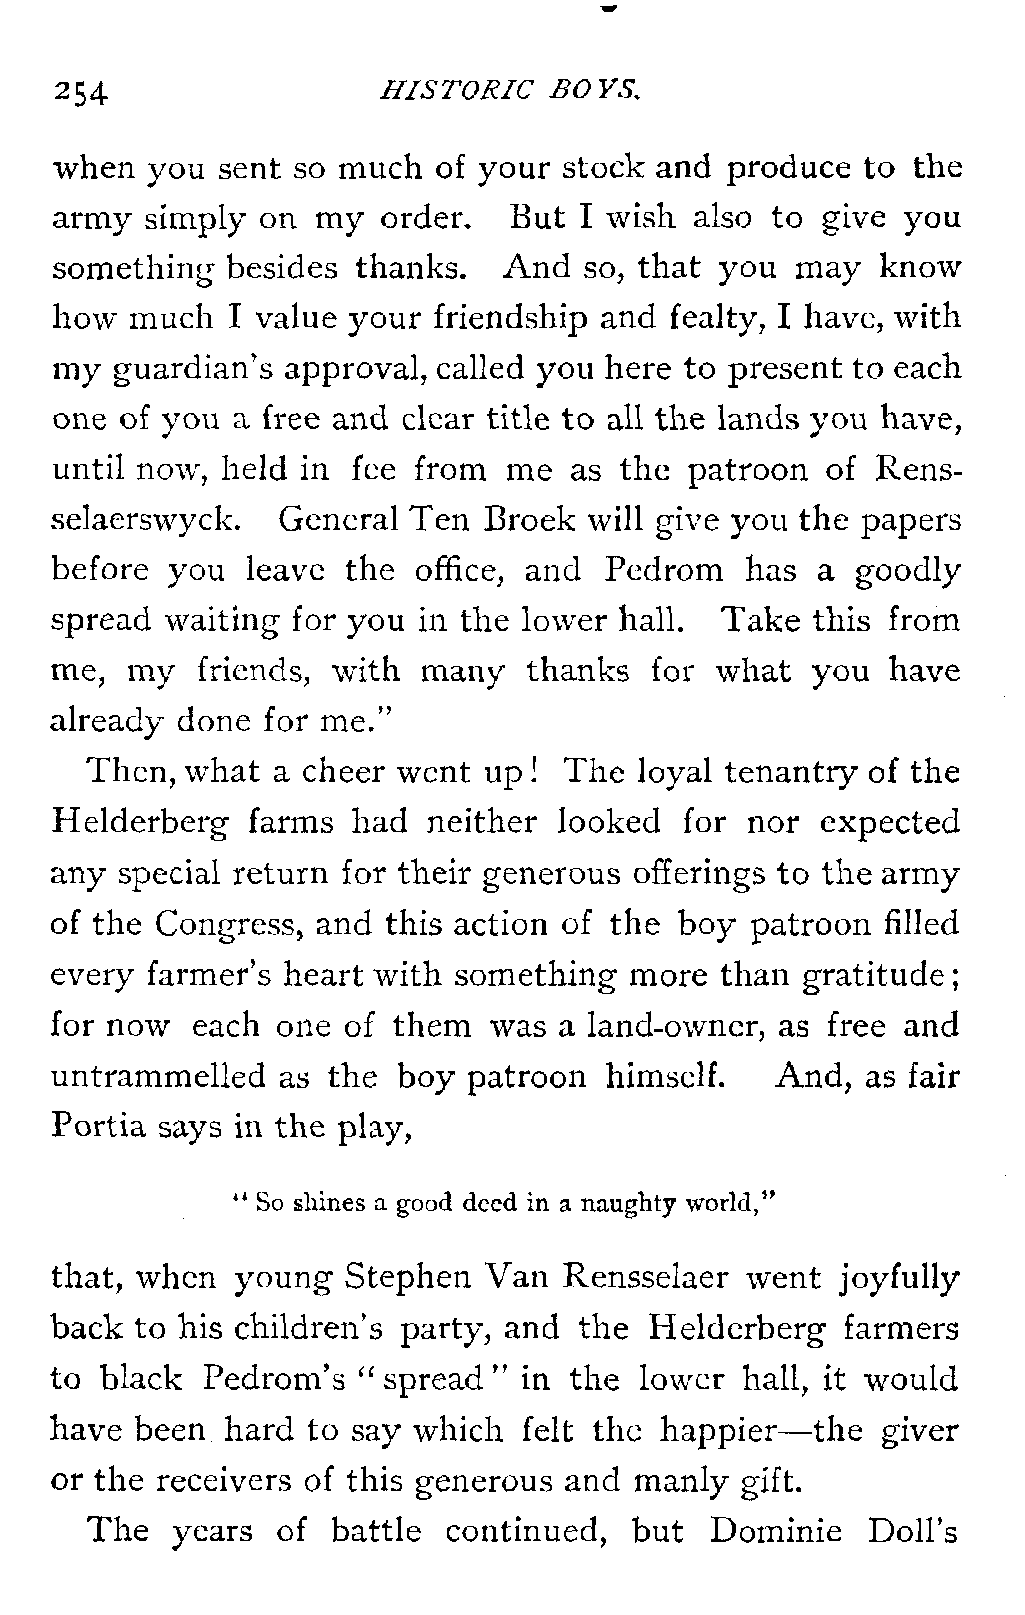 254 HISTORIC BOYS.
when you sent so much of your stock and produce to the
army simply on my order. But I wish also to give you
something besides thanks. And so, that you may know
how much I value your friendship and fealty, I have, with
my guardian's approval, called you here to present to each
one of you a free and clear title to all the lands you have,
until now, held in fee from me as the patroon of Rens-
selaerswyck. General Ten Broek will give you the papers
before you leave the office, and Pedrom has a goodly
spread waiting for you in the lower hall. Take this from
me, my friends, with many thanks for what you have
already done for me."
Then, what a cheer went up! The loyal tenantry of the
Helderberg farms had neither looked for nor expected
any special return for their generous offerings to the army
of the Congress, and this action of the boy patroon filled
every farmer's heart with something more than gratitude;
for now each one of them was a land-owner, as free and
untrammelled as the boy patroon himself. And, as fair
Portia says in the play,
"So shines a good deed in a naughty world,"
that, when young Stephen Van Rensselaer went joyfully
back to his children's party, and the Helderberg farmers
to black Pedrom's "spread" in the lower hall, it would
have been hard to say which felt the happier—the giver
or the receivers of this generous and manly gift.
The years of battle continued, but Dominie Doll's